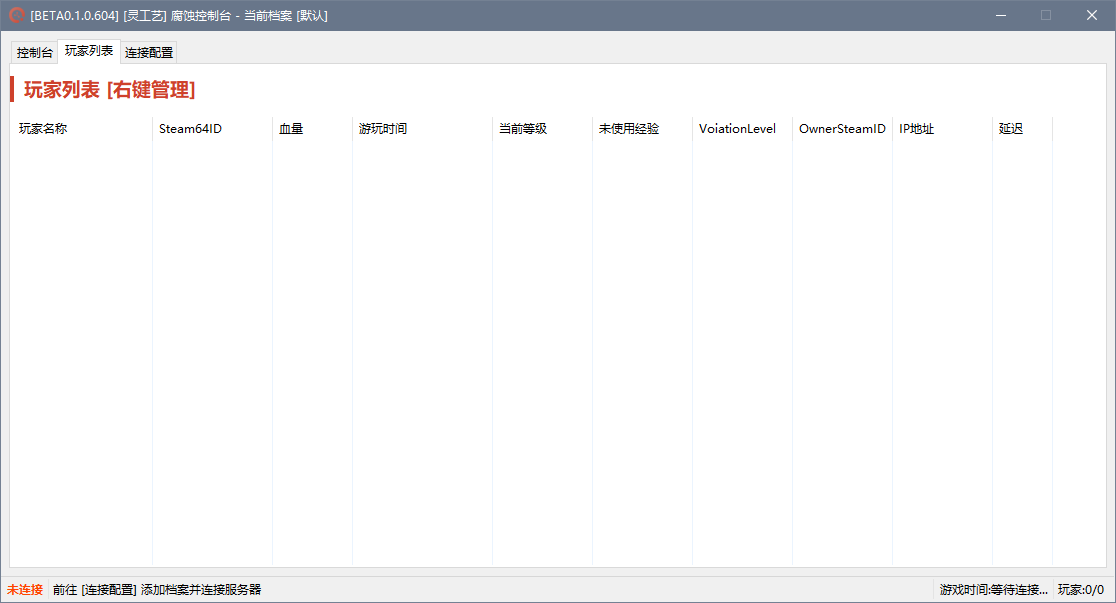 [BETA0.1.0.604] [灵工艺] 腐蚀控制台 - 当前档案 [默认]
控制台 玩家列表 连接配置
玩家列表 [右键管理]
玩家名称 Steam64ID 血量 游玩时间 当前等级 未使用经验 VoiationLevel OwnerSteamID IP地址 延迟
未连接 前往 [连接配置] 添加档案并连接服务器 游戏时间:等待连接... 玩家:0/0